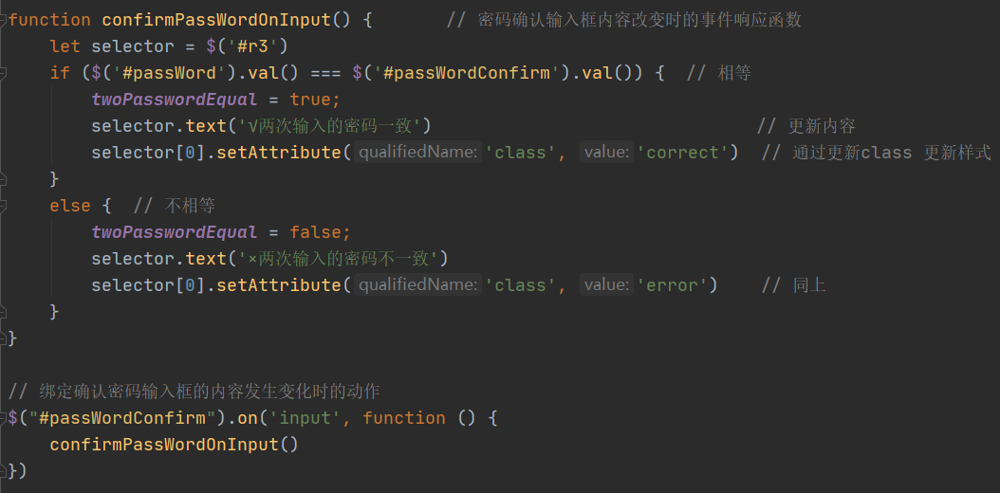 function confirmPassWordOnInput() {       // 密码确认输入框内容改变时的事件响应函数
    let selector = $('#r3')
    if ($('#passWord').val() === $('#passWordConfirm').val()) {  // 相等
        twoPasswordEqual = true;
        selector.text('√两次输入的密码一致')                               // 更新内容
        selector[0].setAttribute( qualifiedName: 'class', value: 'correct')  // 通过更新class 更新样式
    }
    else {  // 不相等
        twoPasswordEqual = false;
        selector.text('×两次输入的密码不一致')
        selector[0].setAttribute( qualifiedName: 'class', value: 'error')    // 同上
    }
}
// 绑定确认密码输入框的内容发生变化时的动作
$("#passWordConfirm").on('input', function () {
    confirmPassWordOnInput()
})